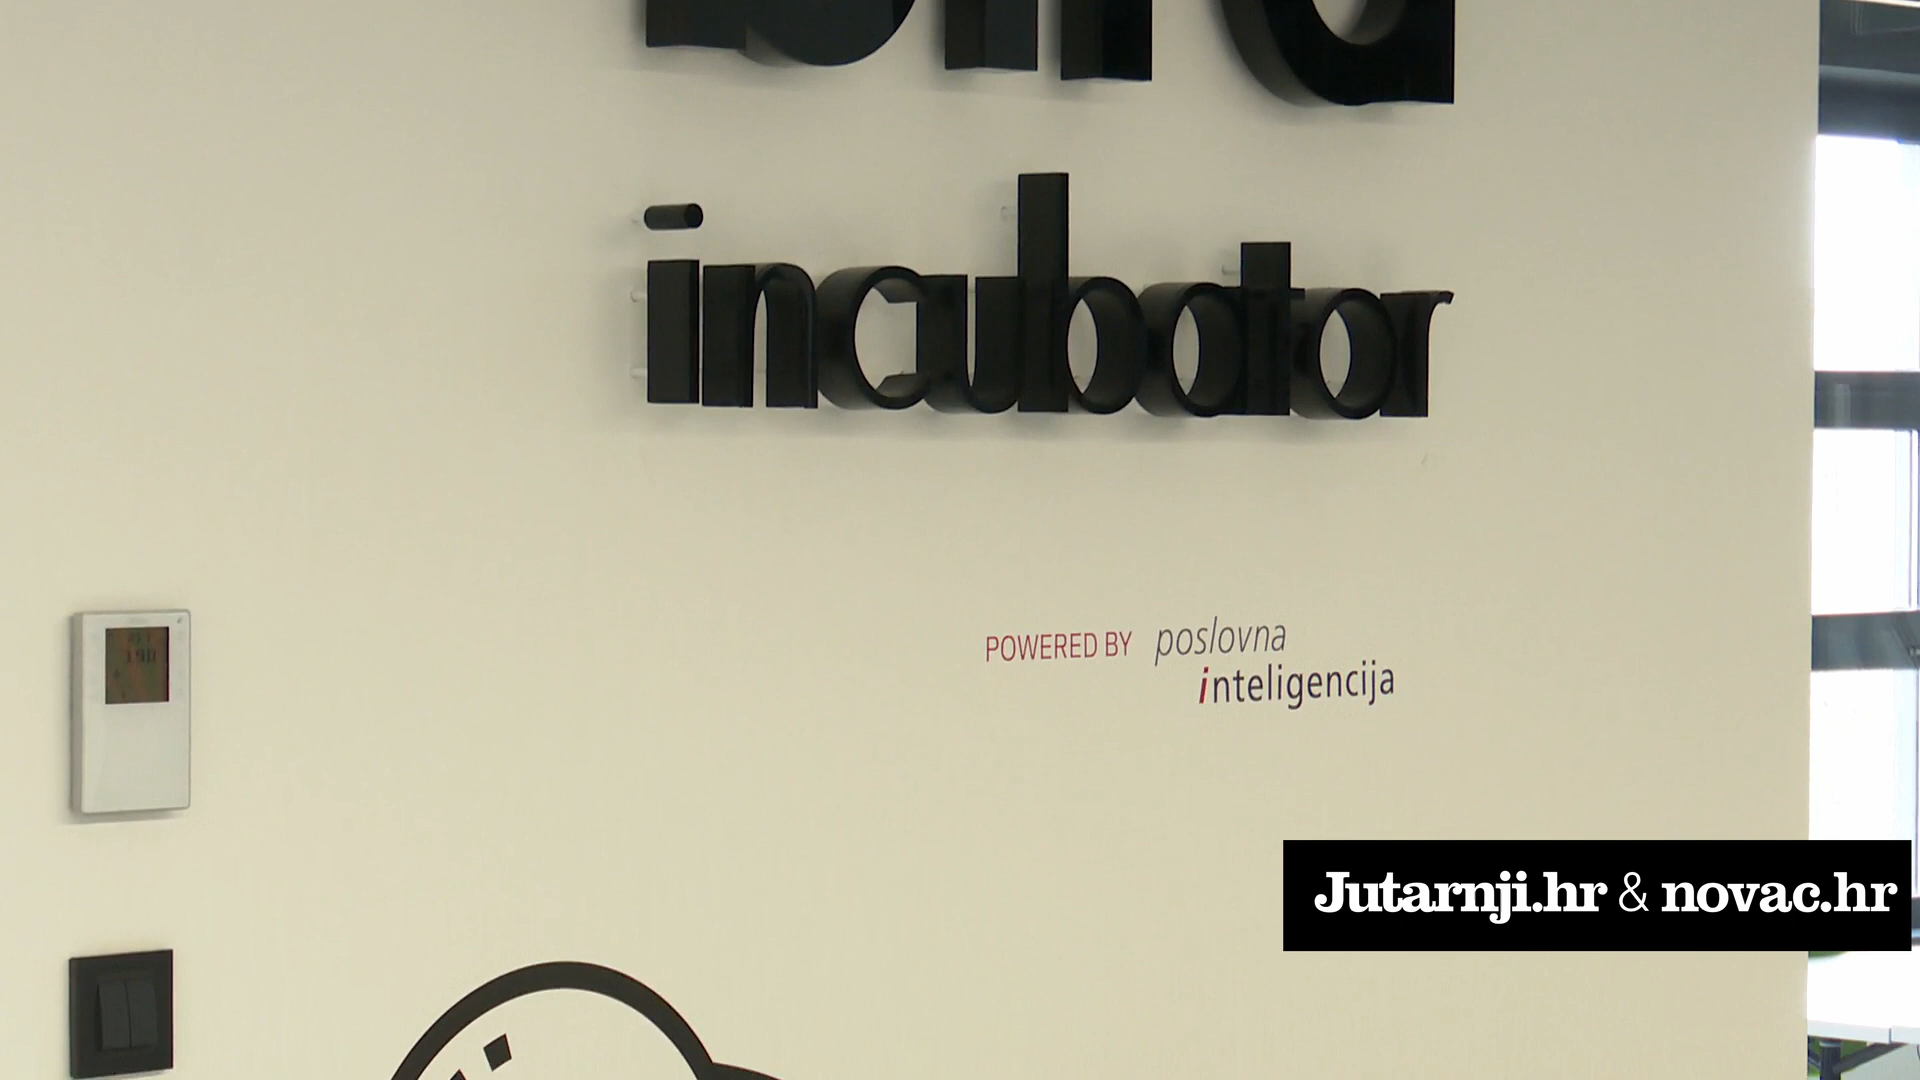 incubator
POWERED BY poslovna
inteligencija
Jutarnji.hr & novac.hr